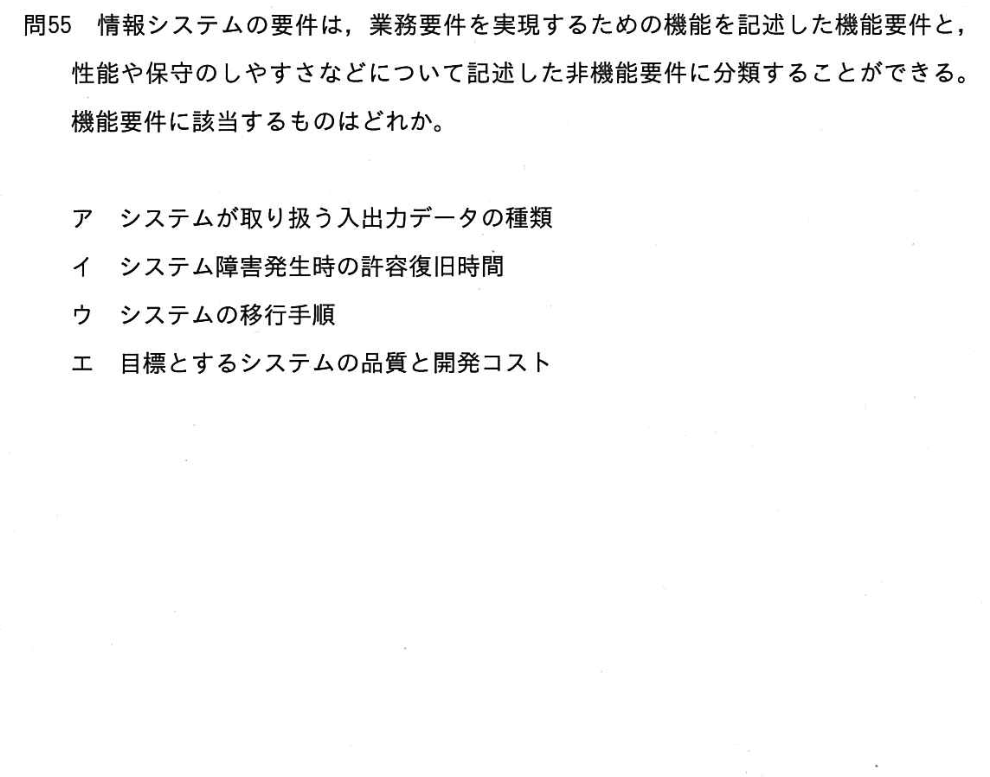 問55　情報システムの要件は，業務要件を実現するための機能を記述した機能要件と，
性能や保守のしやすさなどについて記述した非機能要件に分類することができる。
機能要件に該当するものはどれか。
ア　システムが取り扱う入出力データの種類
イ　システム障害発生時の許容復旧時間
ウ　システムの移行手順
エ　目標とするシステムの品質と開発コスト